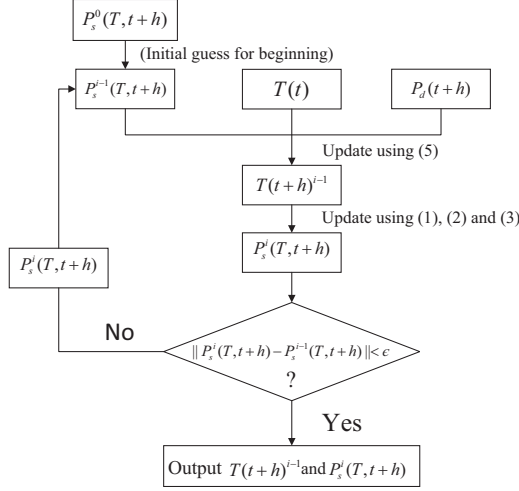 P_s^0(T,t+h)
(Initial guess for beginning)
P_s^{i-1}(T,t+h)
T(t)
P_d(t+h)
Update using (5)
T(t+h)^{i-1}
Update using (1), (2) and (3)
P_s^i(T,t+h)
P_s^i(T,t+h)
No
|| P_s^i(T,t+h) − P_s^{i-1}(T,t+h) || < ϵ
?
Yes
Output T(t+h)^{i-1} and P_s^i(T,t+h)